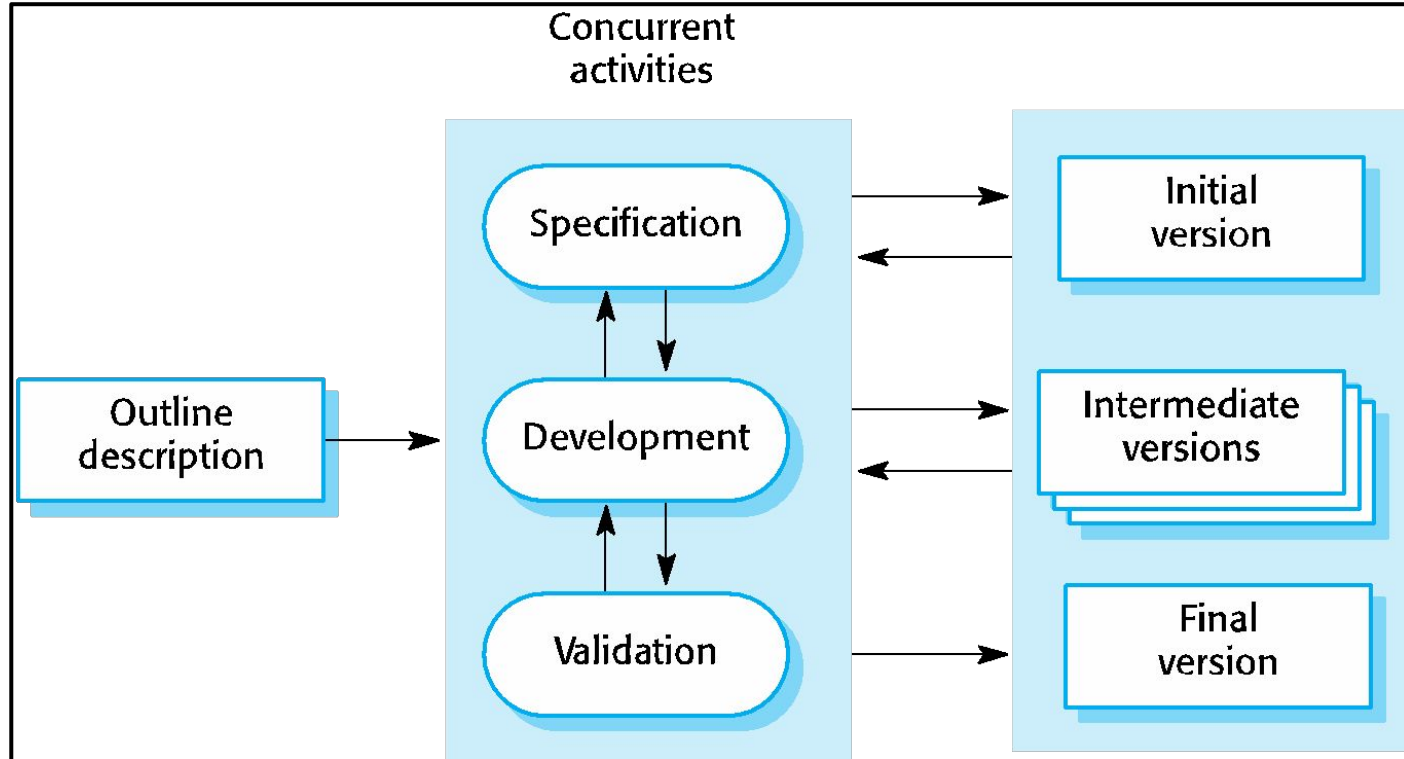 Concurrent
activities
Specification
Initial
version
Outline
description
Development
Intermediate
versions
Validation
Final
version